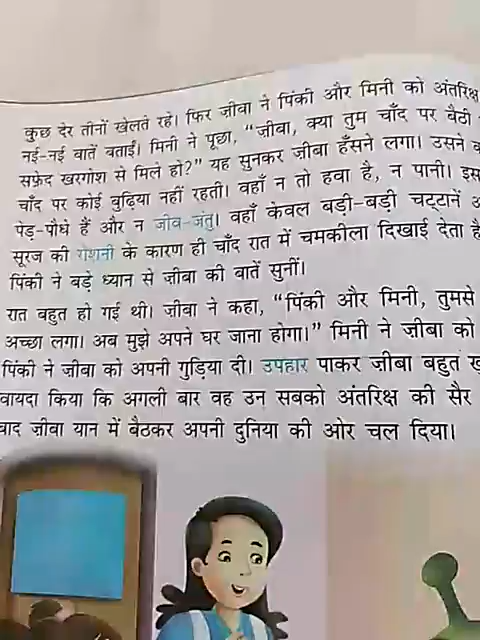 कुछ देर तीनों खेलते रहे। फिर ज़ीबा ने पिंकी और मिनी को अंतरिक्ष
नई-नई बातें बताईं। मिनी ने पूछा, “ज़ीबा, क्या तुम चाँद पर बैठी
सफ़ेद खरगोश से मिले हो?” यह सुनकर ज़ीबा हँसने लगा। उसने
चाँद पर कोई बुढ़िया नहीं रहती। वहाँ न तो हवा है, न पानी।
पेड़-पौधे हैं और न जीव-जंतु। वहाँ केवल बड़ी-बड़ी चट्टानें
सूरज की रोशनी के कारण ही चाँद रात में चमकीला दिखाई देता है
पिंकी ने बड़े ध्यान से ज़ीबा की बातें सुनीं।
रात बहुत हो गई थी। ज़ीबा ने कहा, “पिंकी और मिनी, तुमसे
अच्छा लगा। अब मुझे अपने घर जाना होगा।” मिनी ने ज़ीबा को
पिंकी ने ज़ीबा को अपनी गुड़िया दी। उपहार पाकर ज़ीबा बहुत
वायदा किया कि अगली बार वह उन सबको अंतरिक्ष की सैर
बाद ज़ीबा यान में बैठकर अपनी दुनिया की ओर चल दिया।